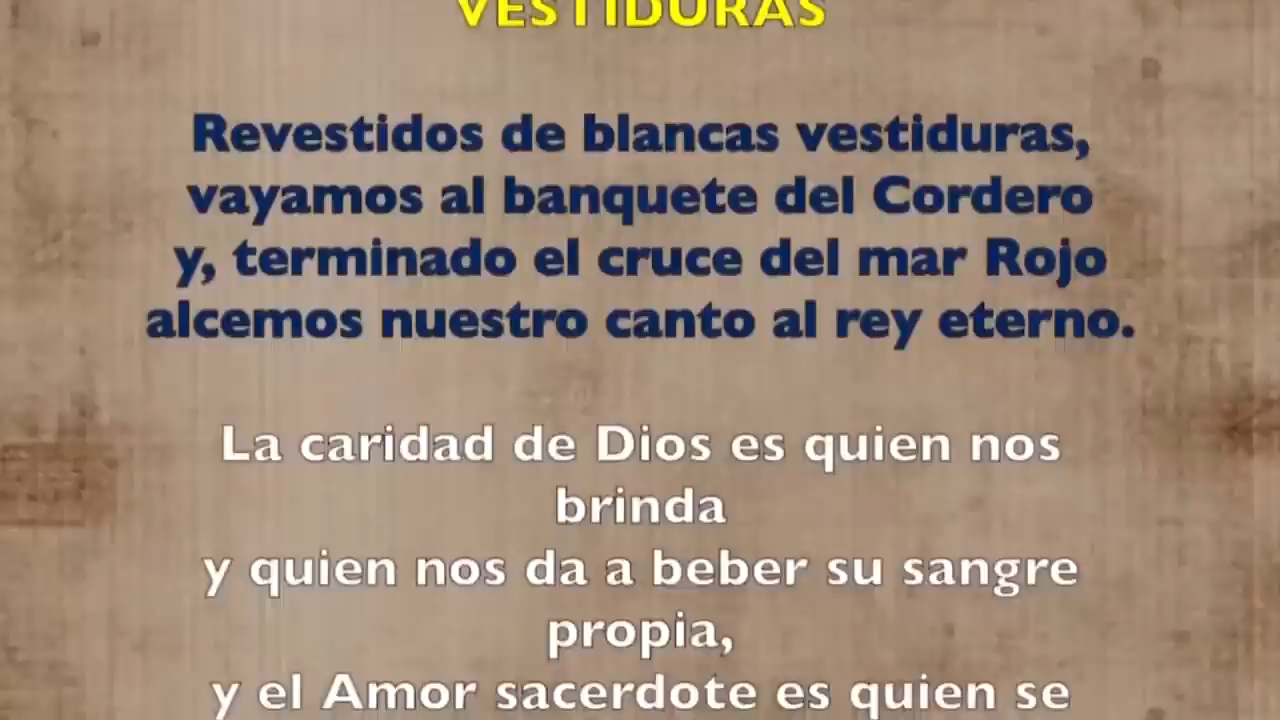 VESTIDURAS
Revestidos de blancas vestiduras,
vayamos al banquete del Cordero
y, terminado el cruce del mar Rojo
alcemos nuestro canto al rey eterno.
La caridad de Dios es quien nos
brinda
y quien nos da a beber su sangre
propia,
y el Amor sacerdote es quien se